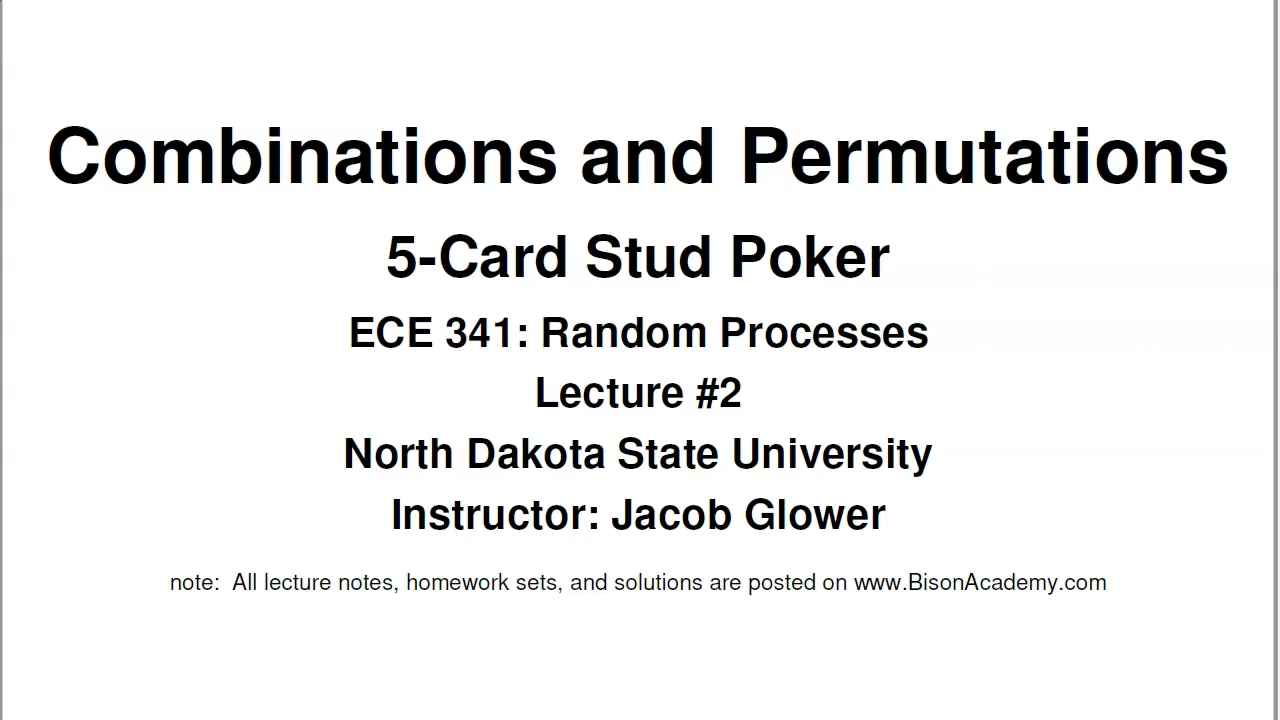 Combinations and Permutations
5-Card Stud Poker
ECE 341: Random Processes
Lecture #2
North Dakota State University
Instructor: Jacob Glower
note:  All lecture notes, homework sets, and solutions are posted on www.BisonAcademy.com